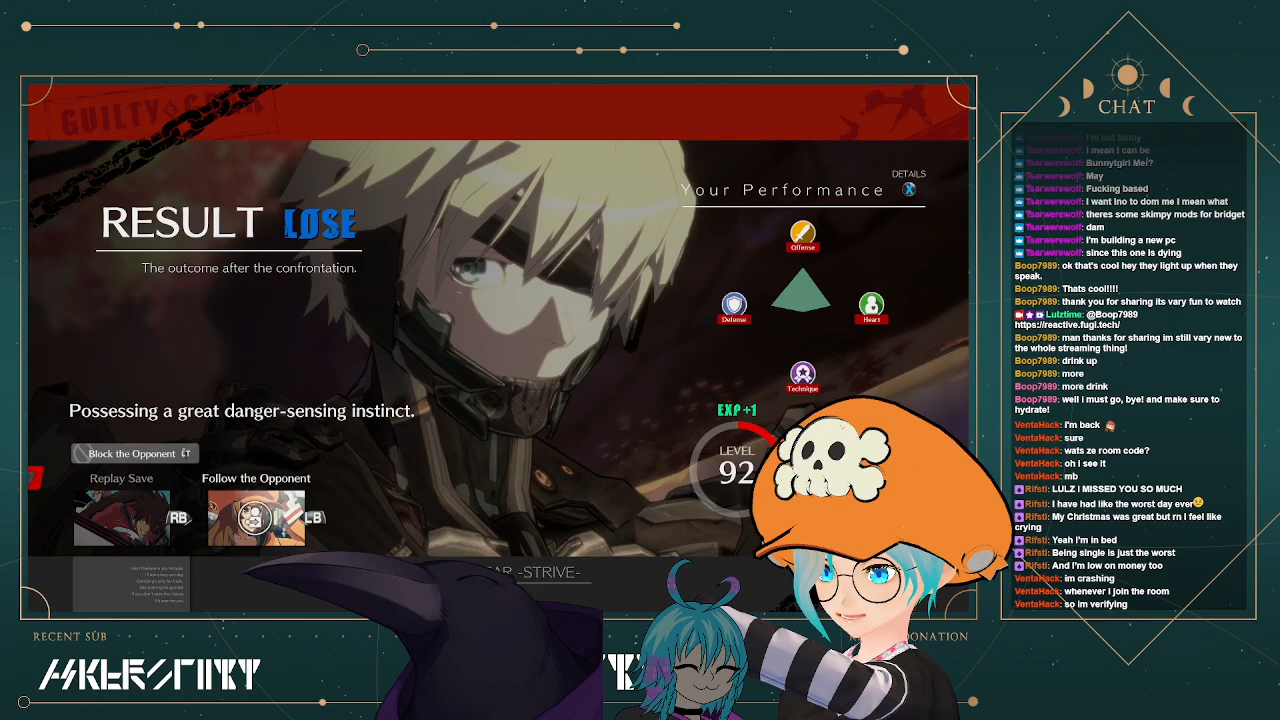 GUILTY GEAR
RESULT LOSE
The outcome after the confrontation.
DETAILS
Your Performance X
Offense
Defense
Heart
Technique
Possessing a great danger-sensing instinct.
EXP +1
LEVEL
92
Block the Opponent LT
Replay Save
Follow the Opponent
RB
LB
AR -STRIVE-
RECENT SUB
DONATION
CHAT
Tsarwerewolf: I'm not funny
Tsarwerewolf: I mean I can be
Tsarwerewolf: Bunnytgirl Mei?
Tsarwerewolf: May
Tsarwerewolf: Fucking based
Tsarwerewolf: I want Ino to dom me I mean what
Tsarwerewolf: theres some skimpy mods for bridget
Tsarwerewolf: dam
Tsarwerewolf: I'm building a new pc
Tsarwerewolf: since this one is dying
Boop7989: ok that's cool hey they light up when they
speak.
Boop7989: Thats cool!!!!
Boop7989: thank you for sharing its vary fun to watch
Lulztime: @Boop7989
https://reactive.fugi.tech/
Boop7989: man thanks for sharing im still vary new to
the whole streaming thing!
Boop7989: drink up
Boop7989: more
Boop7989: more drink
Boop7989: well I must go, bye! and make sure to
hydrate!
VentaHack: I'm back
VentaHack: sure
VentaHack: wats ze room code?
VentaHack: oh I see it
VentaHack: mb
Rifsti: LULZ I MISSED YOU SO MUCH
Rifsti: I have had like the worst day ever
Rifsti: My Christmas was great but rn I feel like
crying
Rifsti: Yeah I'm in bed
Rifsti: Being single is just the worst
Rifsti: And I'm low on money too
VentaHack: im crashing
VentaHack: whenever I join the room
VentaHack: so im verifying